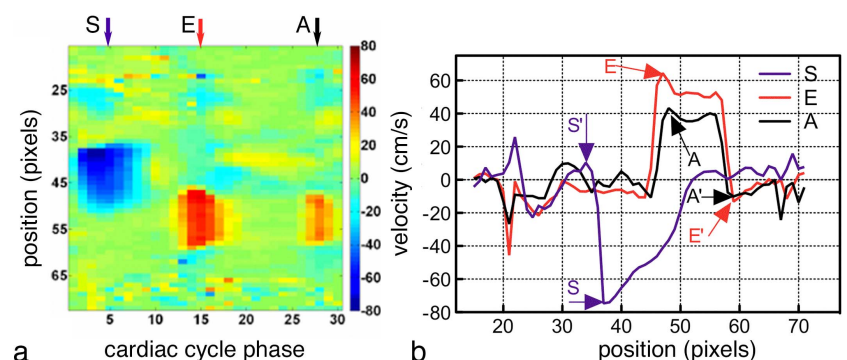 S E A
position (pixels)
25
35
45
55
65
5 10 15 20 25 30
cardiac cycle phase
80
60
40
20
0
-20
-40
-60
-80
a
velocity (cm/s)
60
40
20
0
-20
-40
-60
-80
20 30 40 50 60 70
position (pixels)
E
S'
A
A'
E'
S
S
E
A
b